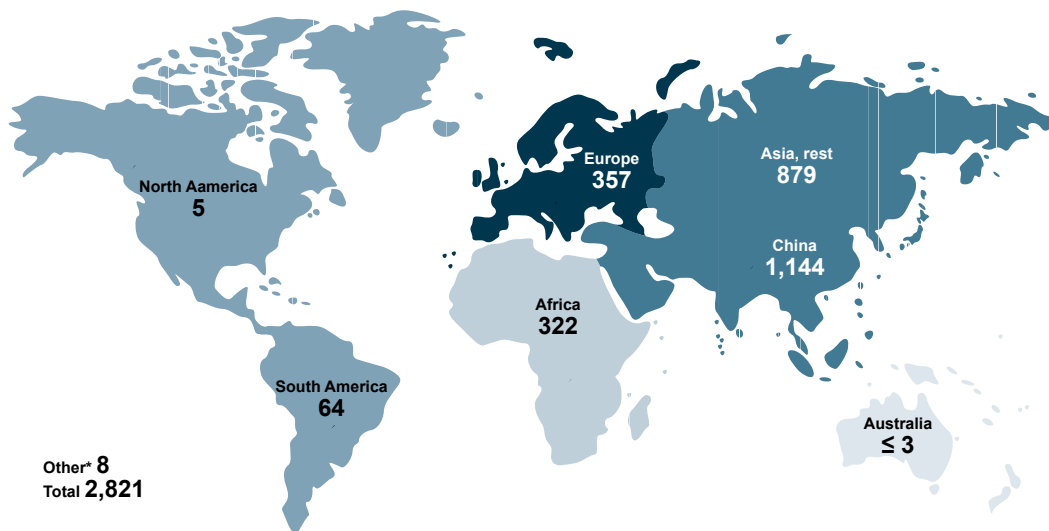 North Aamerica
5
Europe
357
Asia, rest
879
China
1,144
Africa
322
South America
64
Australia
≤ 3
Other* 8
Total 2,821